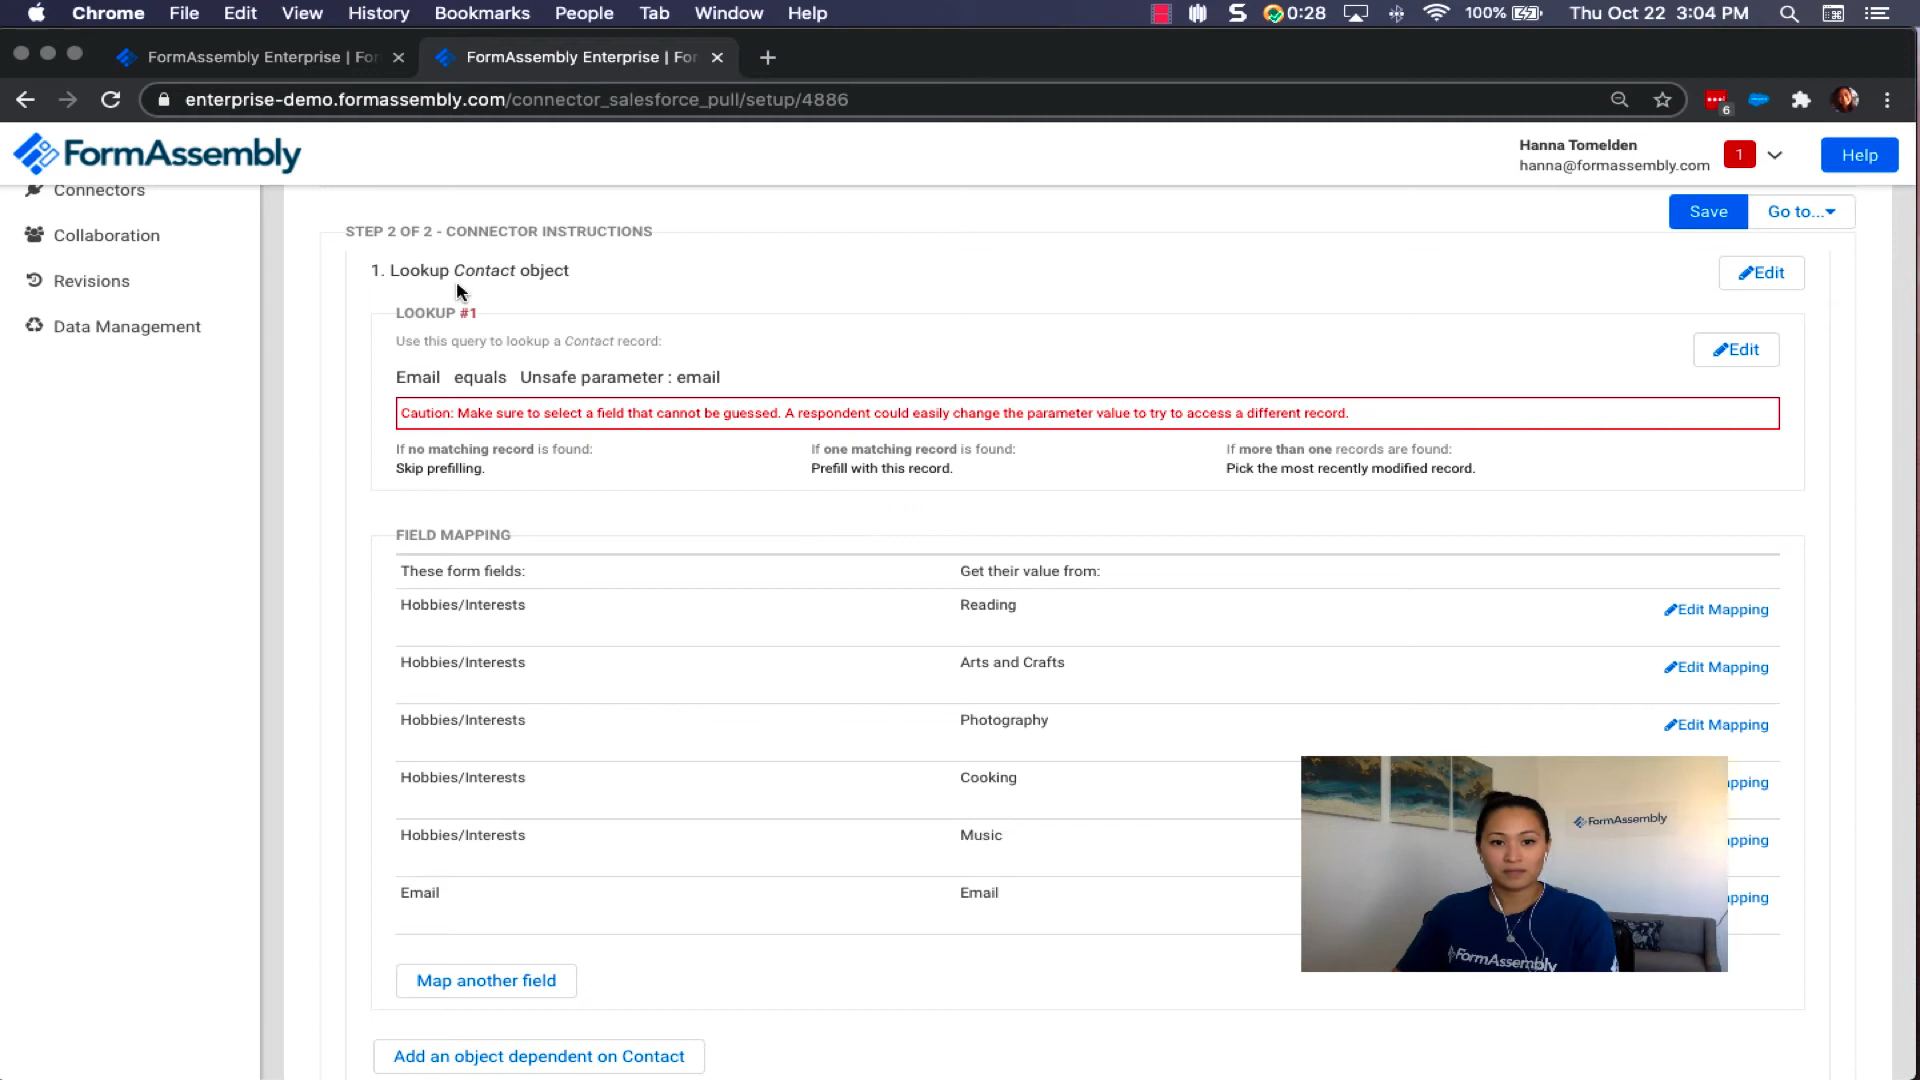 Chrome File Edit View History Bookmarks People Tab Window Help
0:28 100% Thu Oct 22 3:04 PM
FormAssembly Enterprise | For
FormAssembly Enterprise | For
enterprise-demo.formassembly.com/connector_salesforce_pull/setup/4886
6
FormAssembly
Hanna Tomelden
hanna@formassembly.com
1
Help
Connectors
Collaboration
Revisions
Data Management
Save
Go to...
STEP 2 OF 2 - CONNECTOR INSTRUCTIONS
1. Lookup Contact object
Edit
LOOKUP #1
Use this query to lookup a Contact record:
Edit
Email equals Unsafe parameter : email
Caution: Make sure to select a field that cannot be guessed. A respondent could easily change the parameter value to try to access a different record.
If no matching record is found:
Skip prefilling.
If one matching record is found:
Prefill with this record.
If more than one records are found:
Pick the most recently modified record.
FIELD MAPPING
These form fields: Get their value from:
Hobbies/Interests Reading Edit Mapping
Hobbies/Interests Arts and Crafts Edit Mapping
Hobbies/Interests Photography Edit Mapping
Hobbies/Interests Cooking pping
Hobbies/Interests Music pping
Email Email pping
FormAssembly
FormAssembly
Map another field
Add an object dependent on Contact